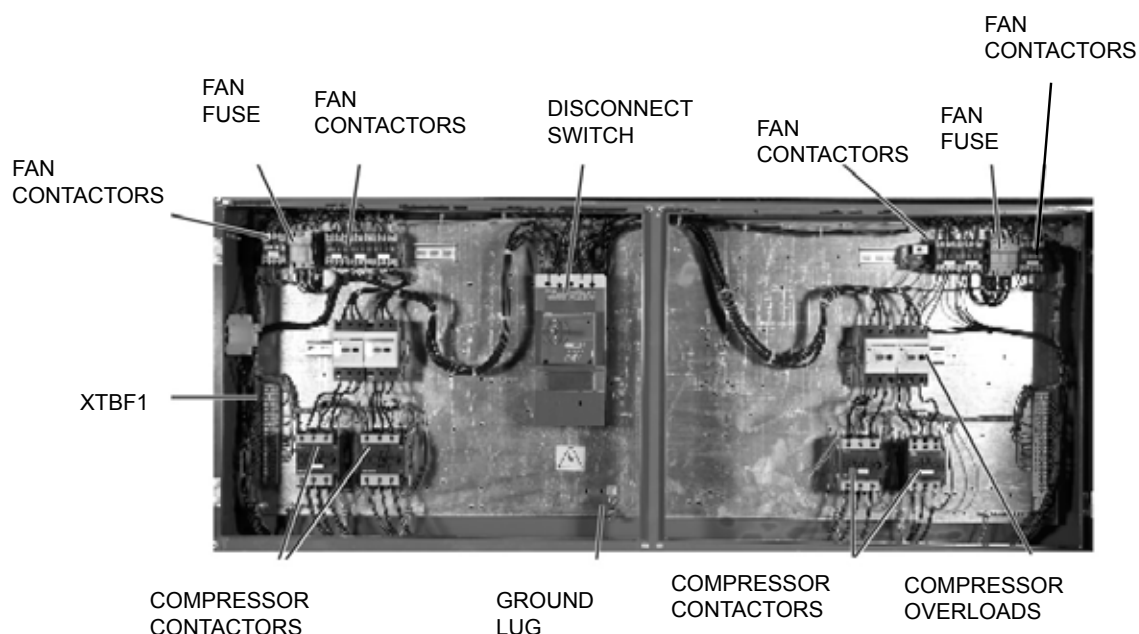 FAN
CONTACTORS
FAN
FUSE
FAN
CONTACTORS
DISCONNECT
SWITCH
FAN
CONTACTORS
FAN
FUSE
FAN
CONTACTORS
XTBF1
COMPRESSOR
CONTACTORS
GROUND
LUG
COMPRESSOR
CONTACTORS
COMPRESSOR
OVERLOADS